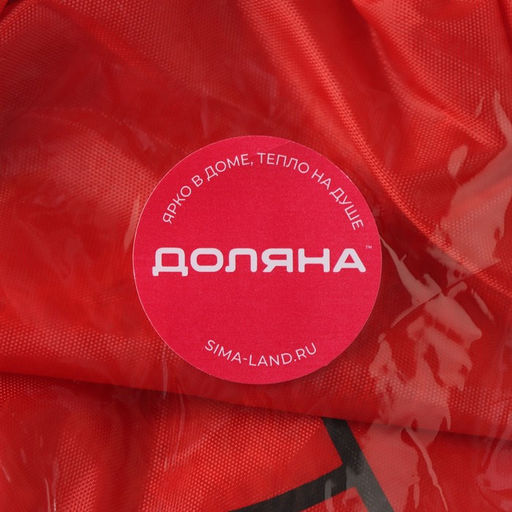 ЯРКО В ДОМЕ, ТЕПЛО НА ДУШЕ
ДОЛЯНА™
SIMA-LAND.RU